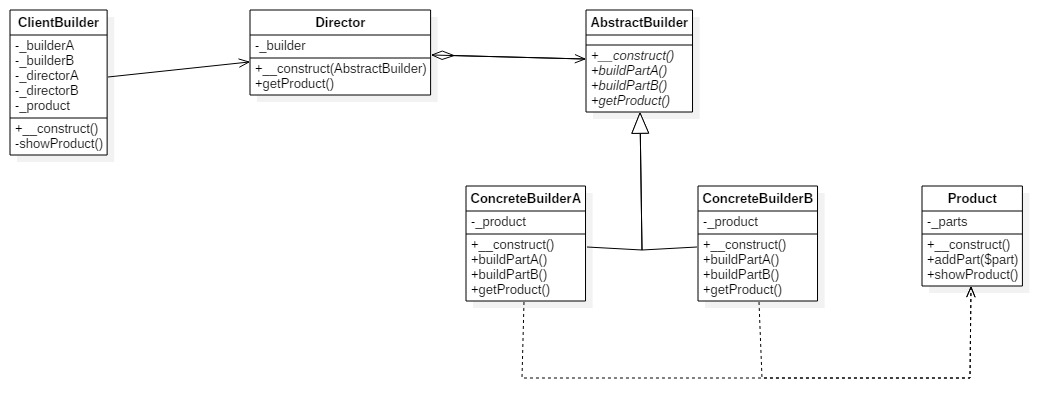 ClientBuilder
-_builderA
-_builderB
-_directorA
-_directorB
-_product
+__construct()
-showProduct()
Director
-_builder
+__construct(AbstractBuilder)
+getProduct()
AbstractBuilder
+__construct()
+buildPartA()
+buildPartB()
+getProduct()
ConcreteBuilderA
-_product
+__construct()
+buildPartA()
+buildPartB()
+getProduct()
ConcreteBuilderB
-_product
+__construct()
+buildPartA()
+buildPartB()
+getProduct()
Product
-_parts
+__construct()
+addPart($part)
+showProduct()